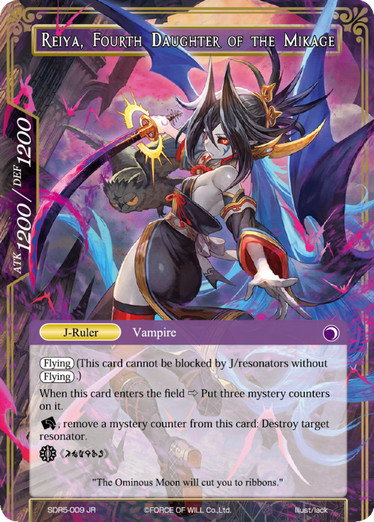 Reiya, Fourth Daughter of the Mikage
ATK 1200 / DEF 1200
J-Ruler Vampire
Flying (This card cannot be blocked by J/resonators without
Flying.)
When this card enters the field ⇨ Put three mystery counters
on it.
, remove a mystery counter from this card: Destroy target
resonator.
"The Ominous Moon will cut you to ribbons."
SDR5-009 JR ©FORCE OF WILL Co.,Ltd. Illust/lack